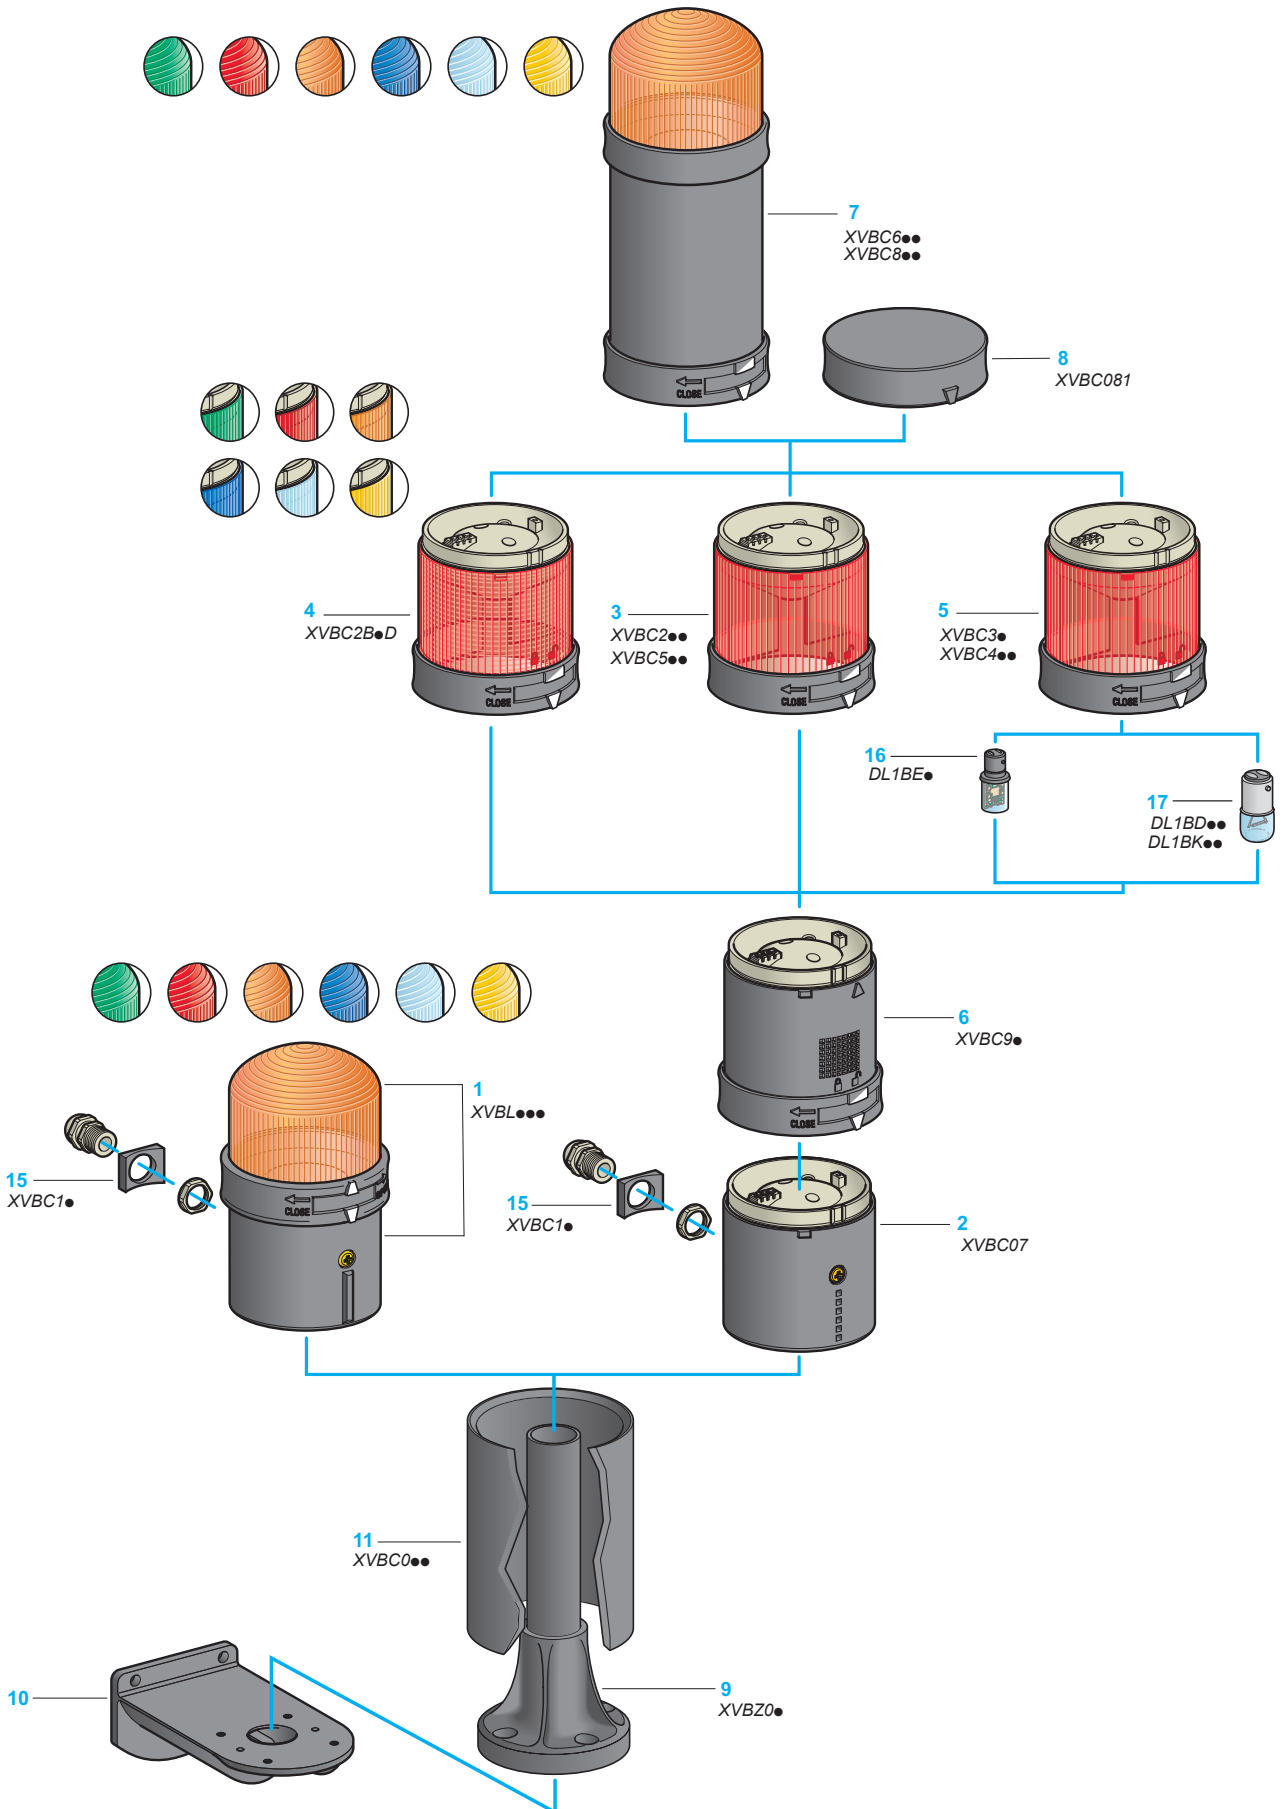 7
XVBC6●●
XVBC8●●
CLOSE
8
XVBC081
4
XVBC2B●D
CLOSE
3
XVBC2●●
XVBC5●●
CLOSE
5
XVBC3●
XVBC4●●
CLOSE
16
DL1BE●
17
DL1BD●●
DL1BK●●
6
XVBC9●
CLOSE
1
XVBL●●●
CLOSE
15
XVBC1●
15
XVBC1●
2
XVBC07
11
XVBC0●●
10
9
XVBZ0●